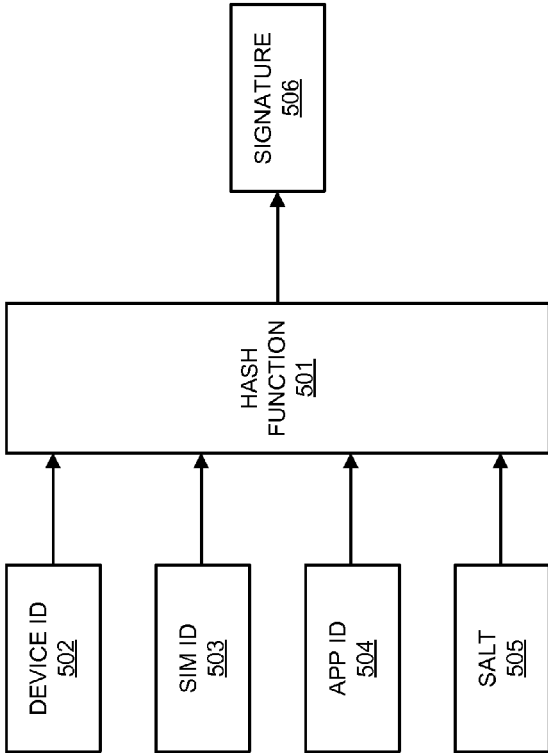 DEVICE ID
502
SIM ID
503
APP ID
504
SALT
505
HASH
FUNCTION
501
SIGNATURE
506